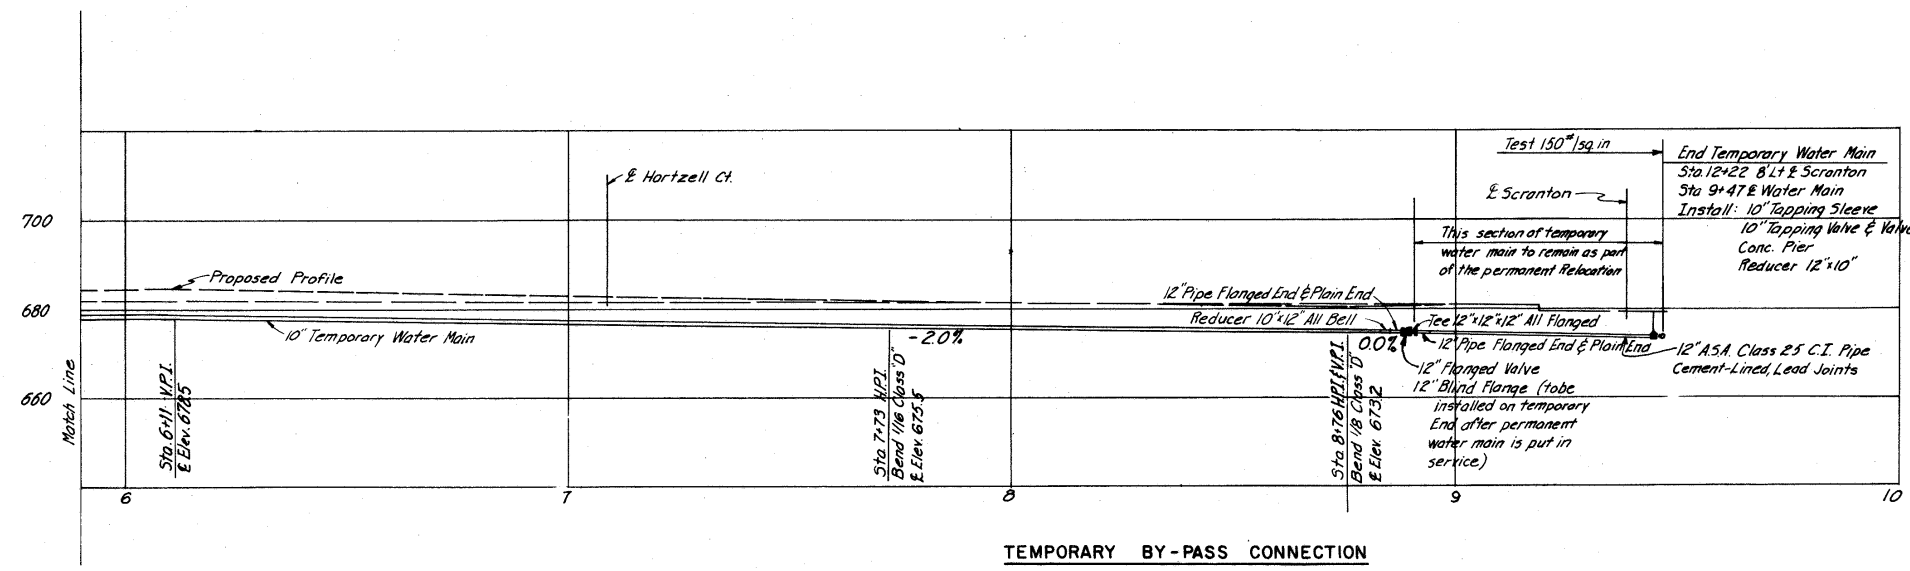 Test 150#/sq.in
End Temporary Water Main
Sta. 12+22 8' Lt ℄ Scranton
Sta 9+47 ℄ Water Main
Install: 10" Tapping Sleeve
10" Tapping Valve & Valve
Conc. Pier
Reducer 12"x10"
℄ Hartzell Ct.
℄ Scranton
700
This section of temporary
water main to remain as part
of the permanent Relocation
Proposed Profile
12" Pipe Flanged End & Plain End
680
Reducer 10"x12" All Bell
Tee 12"x12"x12" All Flanged
10" Temporary Water Main
-2.0%
0.0%
12" Pipe Flanged End & Plain End
12" A.S.A. Class 25 C.I. Pipe
Cement-Lined, Lead Joints
12" Flanged Valve
12" Blind Flange (to be
installed on temporary
End after permanent
water main is put in
service)
660
Match Line
Sta. 6+11 V.P.I.
℄ Elev. 678.5
Sta 7+73 H.P.I.
Bend 1/16 Class "D"
℄ Elev. 675.5
Sta. 8+76 H.P.I. & V.P.I.
Bend 1/8 Class "D"
℄ Elev. 673.2
6
7
8
9
10
TEMPORARY BY-PASS CONNECTION